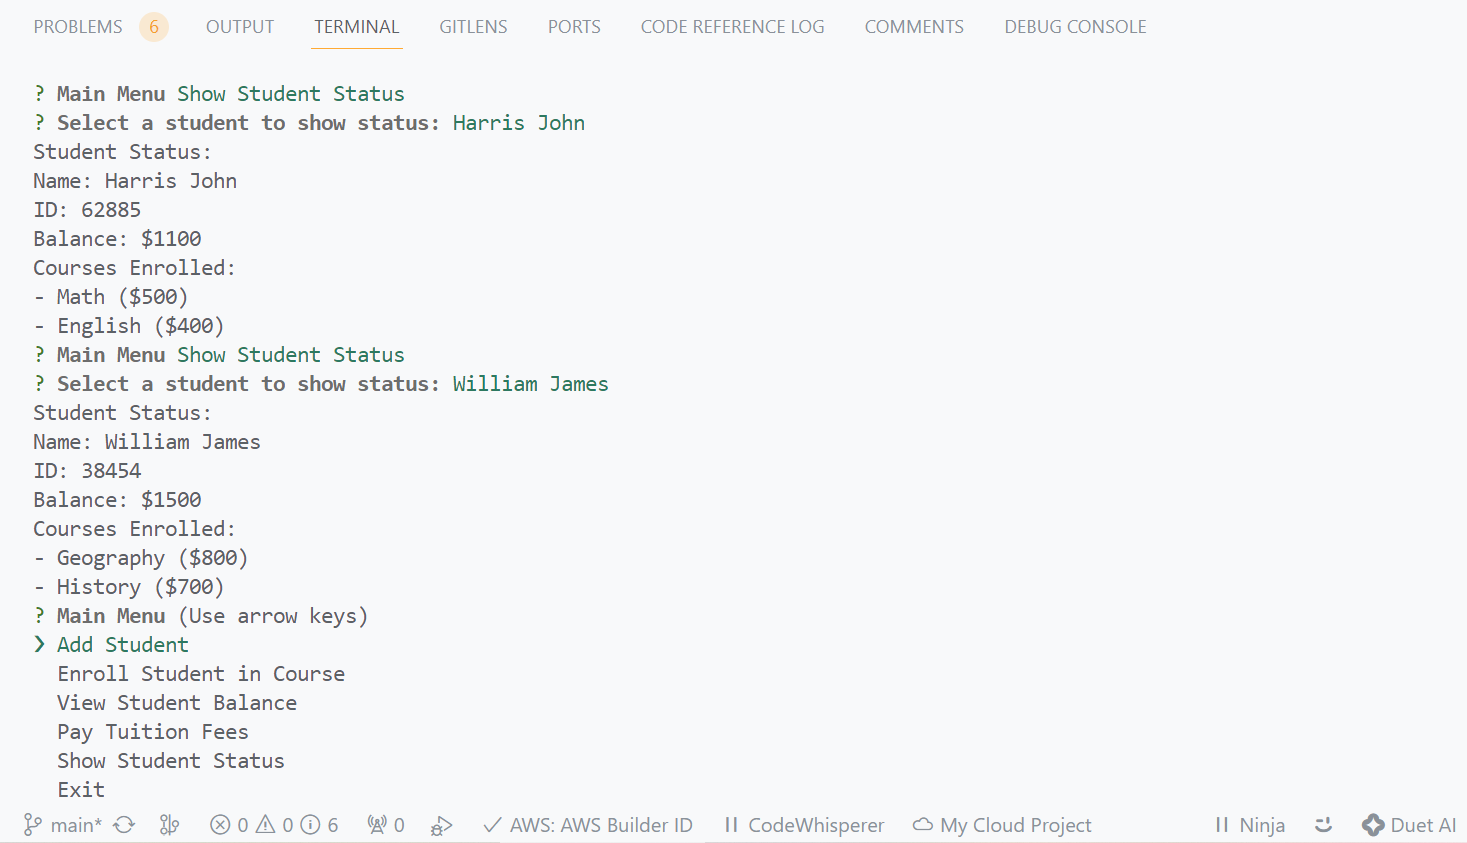 PROBLEMS 6 OUTPUT TERMINAL GITLENS PORTS CODE REFERENCE LOG COMMENTS DEBUG CONSOLE
? Main Menu Show Student Status
? Select a student to show status: Harris John
Student Status:
Name: Harris John
ID: 62885
Balance: $1100
Courses Enrolled:
- Math ($500)
- English ($400)
? Main Menu Show Student Status
? Select a student to show status: William James
Student Status:
Name: William James
ID: 38454
Balance: $1500
Courses Enrolled:
- Geography ($800)
- History ($700)
? Main Menu (Use arrow keys)
❯ Add Student
Enroll Student in Course
View Student Balance
Pay Tuition Fees
Show Student Status
Exit
main* 0 0 6 0 AWS: AWS Builder ID CodeWhisperer My Cloud Project Ninja Duet AI